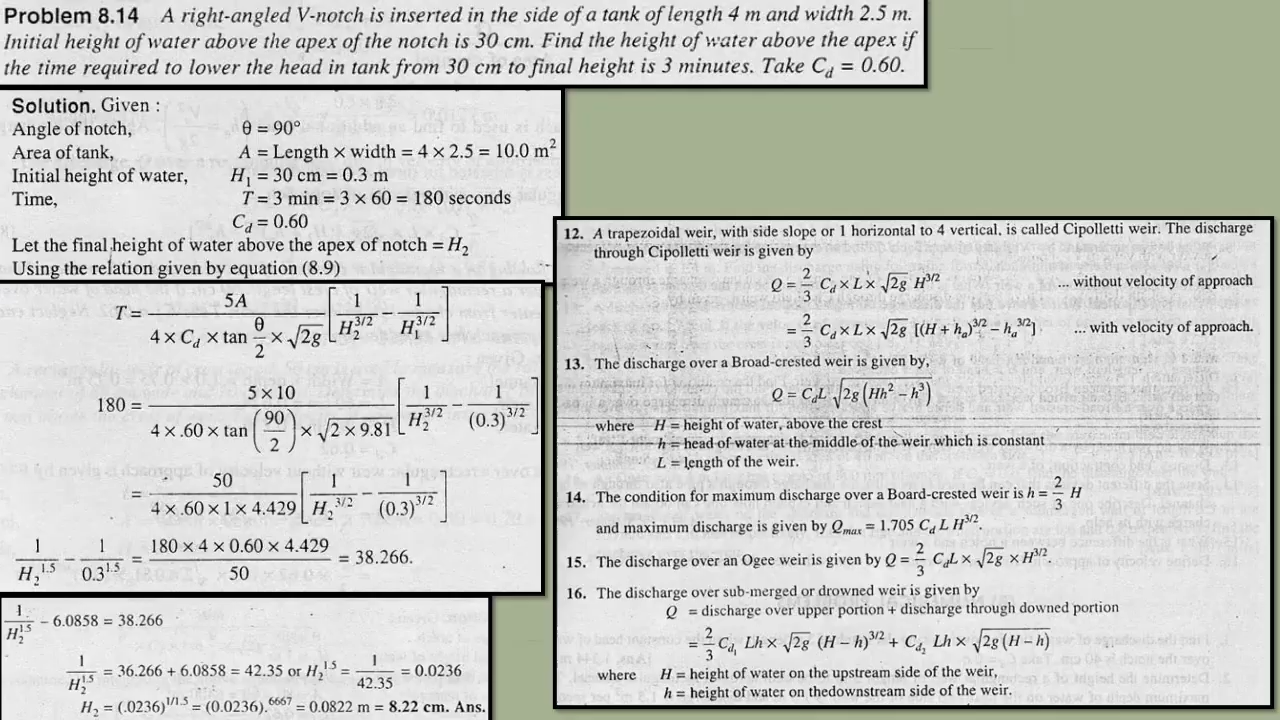 Problem 8.14 A right-angled V-notch is inserted in the side of a tank of length 4 m and width 2.5 m.
Initial height of water above the apex of the notch is 30 cm. Find the height of water above the apex if
the time required to lower the head in tank from 30 cm to final height is 3 minutes. Take C_d = 0.60.
Solution. Given :
Angle of notch, θ = 90°
Area of tank, A = Length × width = 4 × 2.5 = 10.0 m²
Initial height of water, H₁ = 30 cm = 0.3 m
Time, T = 3 min = 3 × 60 = 180 seconds
C_d = 0.60
Let the final height of water above the apex of notch = H₂
Using the relation given by equation (8.9)
T = 5A / (4 × C_d × tan θ/2 × √2g) [1/H₂^{3/2} − 1/H₁^{3/2}]
180 = 5 × 10 / (4 × .60 × tan (90/2) × √(2 × 9.81)) [1/H₂^{3/2} − 1/(0.3)^{3/2}]
= 50 / (4 × .60 × 1 × 4.429) [1/H₂^{3/2} − 1/(0.3)^{3/2}]
1/H₂^{1.5} − 1/0.3^{1.5} = (180 × 4 × 0.60 × 4.429) / 50 = 38.266.
1/H₂^{1.5} − 6.0858 = 38.266
1/H₂^{1.5} = 36.266 + 6.0858 = 42.35 or H₂^{1.5} = 1/42.35 = 0.0236
H₂ = (.0236)^{1/1.5} = (0.0236)^{.6667} = 0.0822 m = 8.22 cm. Ans.
12. A trapezoidal weir, with side slope or 1 horizontal to 4 vertical, is called Cipolletti weir. The discharge
through Cipolletti weir is given by
Q = 2/3 C_d × L × √2g H^{3/2} ... without velocity of approach
= 2/3 C_d × L × √2g [(H + h_a)^{3/2} − h_a^{3/2}] ... with velocity of approach.
13. The discharge over a Broad-crested weir is given by,
Q = C_d L √(2g (Hh² − h³))
where H = height of water, above the crest
h = head of water at the middle of the weir which is constant
L = length of the weir.
14. The condition for maximum discharge over a Board-crested weir is h = 2/3 H
and maximum discharge is given by Q_max = 1.705 C_d L H^{3/2}.
15. The discharge over an Ogee weir is given by Q = 2/3 C_d L × √2g × H^{3/2}.
16. The discharge over sub-merged or drowned weir is given by
Q = discharge over upper portion + discharge through downed portion
= 2/3 C_{d₁} Lh × √2g (H − h)^{3/2} + C_{d₂} Lh × √(2g (H − h))
where H = height of water on the upstream side of the weir,
h = height of water on thedownstream side of the weir.